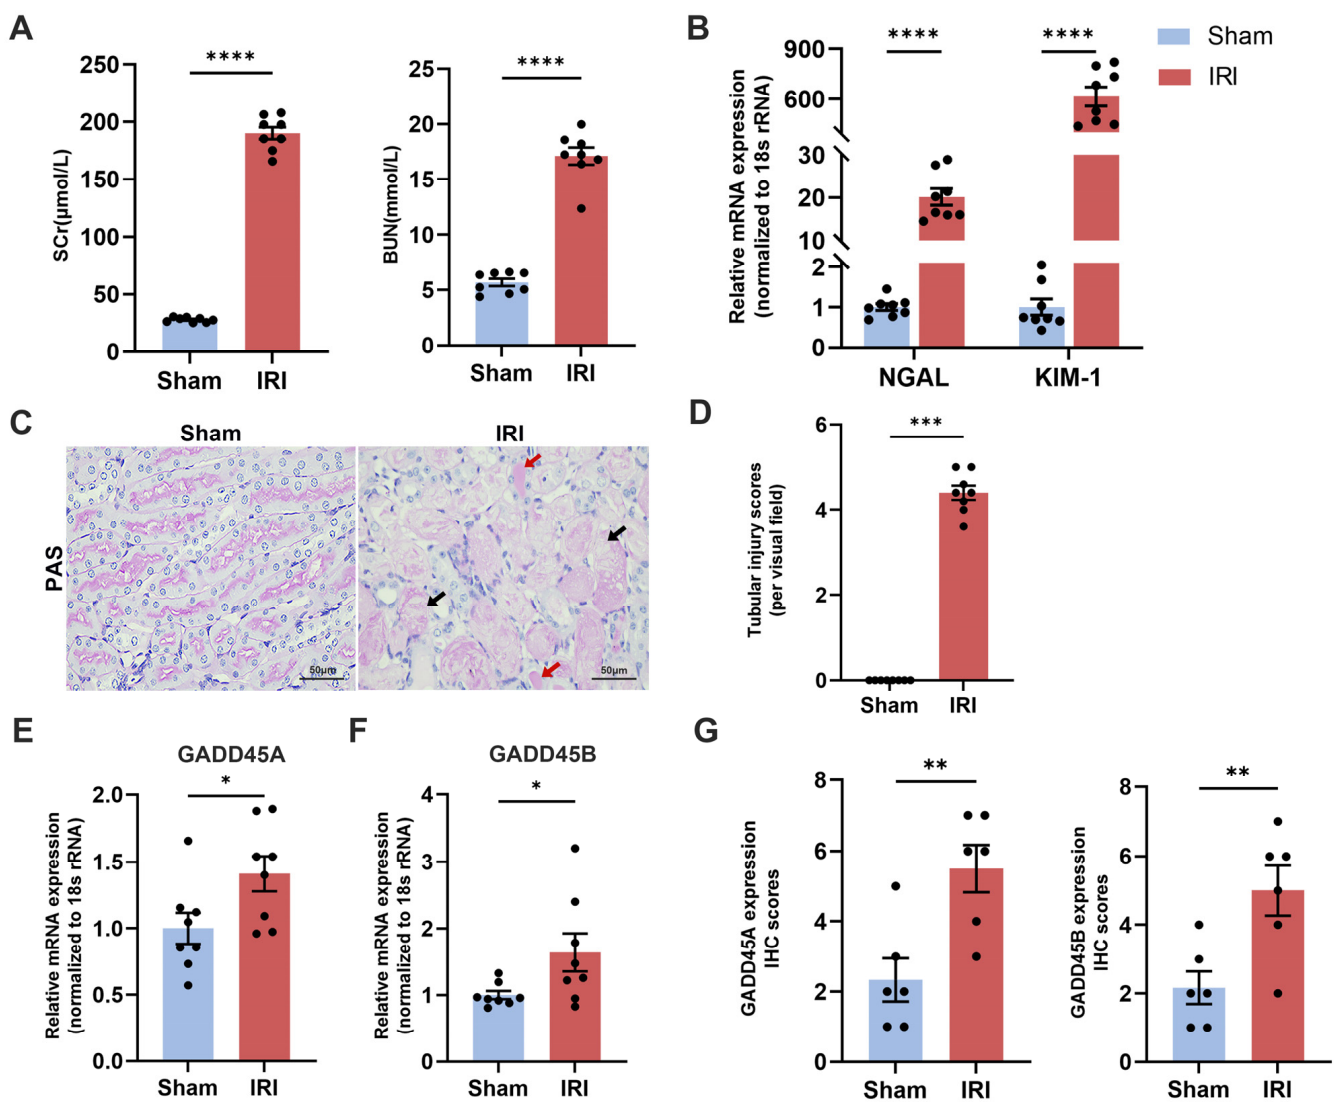 A
****
SCr(μmol/L)
250
200
150
100
50
0
Sham
IRI
****
BUN(mmol/L)
25
20
15
10
5
0
Sham
IRI
B
Sham
IRI
****
****
Relative mRNA expression
(normalized to 18s rRNA)
900
600
30
20
10
2
1
0
NGAL
KIM-1
C
Sham
IRI
PAS
50μm
50μm
D
***
Tubular injury scores
(per visual field)
6
4
2
0
Sham
IRI
E
GADD45A
*
Relative mRNA expression
(normalized to 18s rRNA)
2.0
1.5
1.0
0.5
0.0
Sham
IRI
F
GADD45B
*
Relative mRNA expression
(normalized to 18s rRNA)
4
3
2
1
0
Sham
IRI
G
**
GADD45A expression
IHC scores
8
6
4
2
0
Sham
IRI
**
GADD45B expression
IHC scores
8
6
4
2
0
Sham
IRI